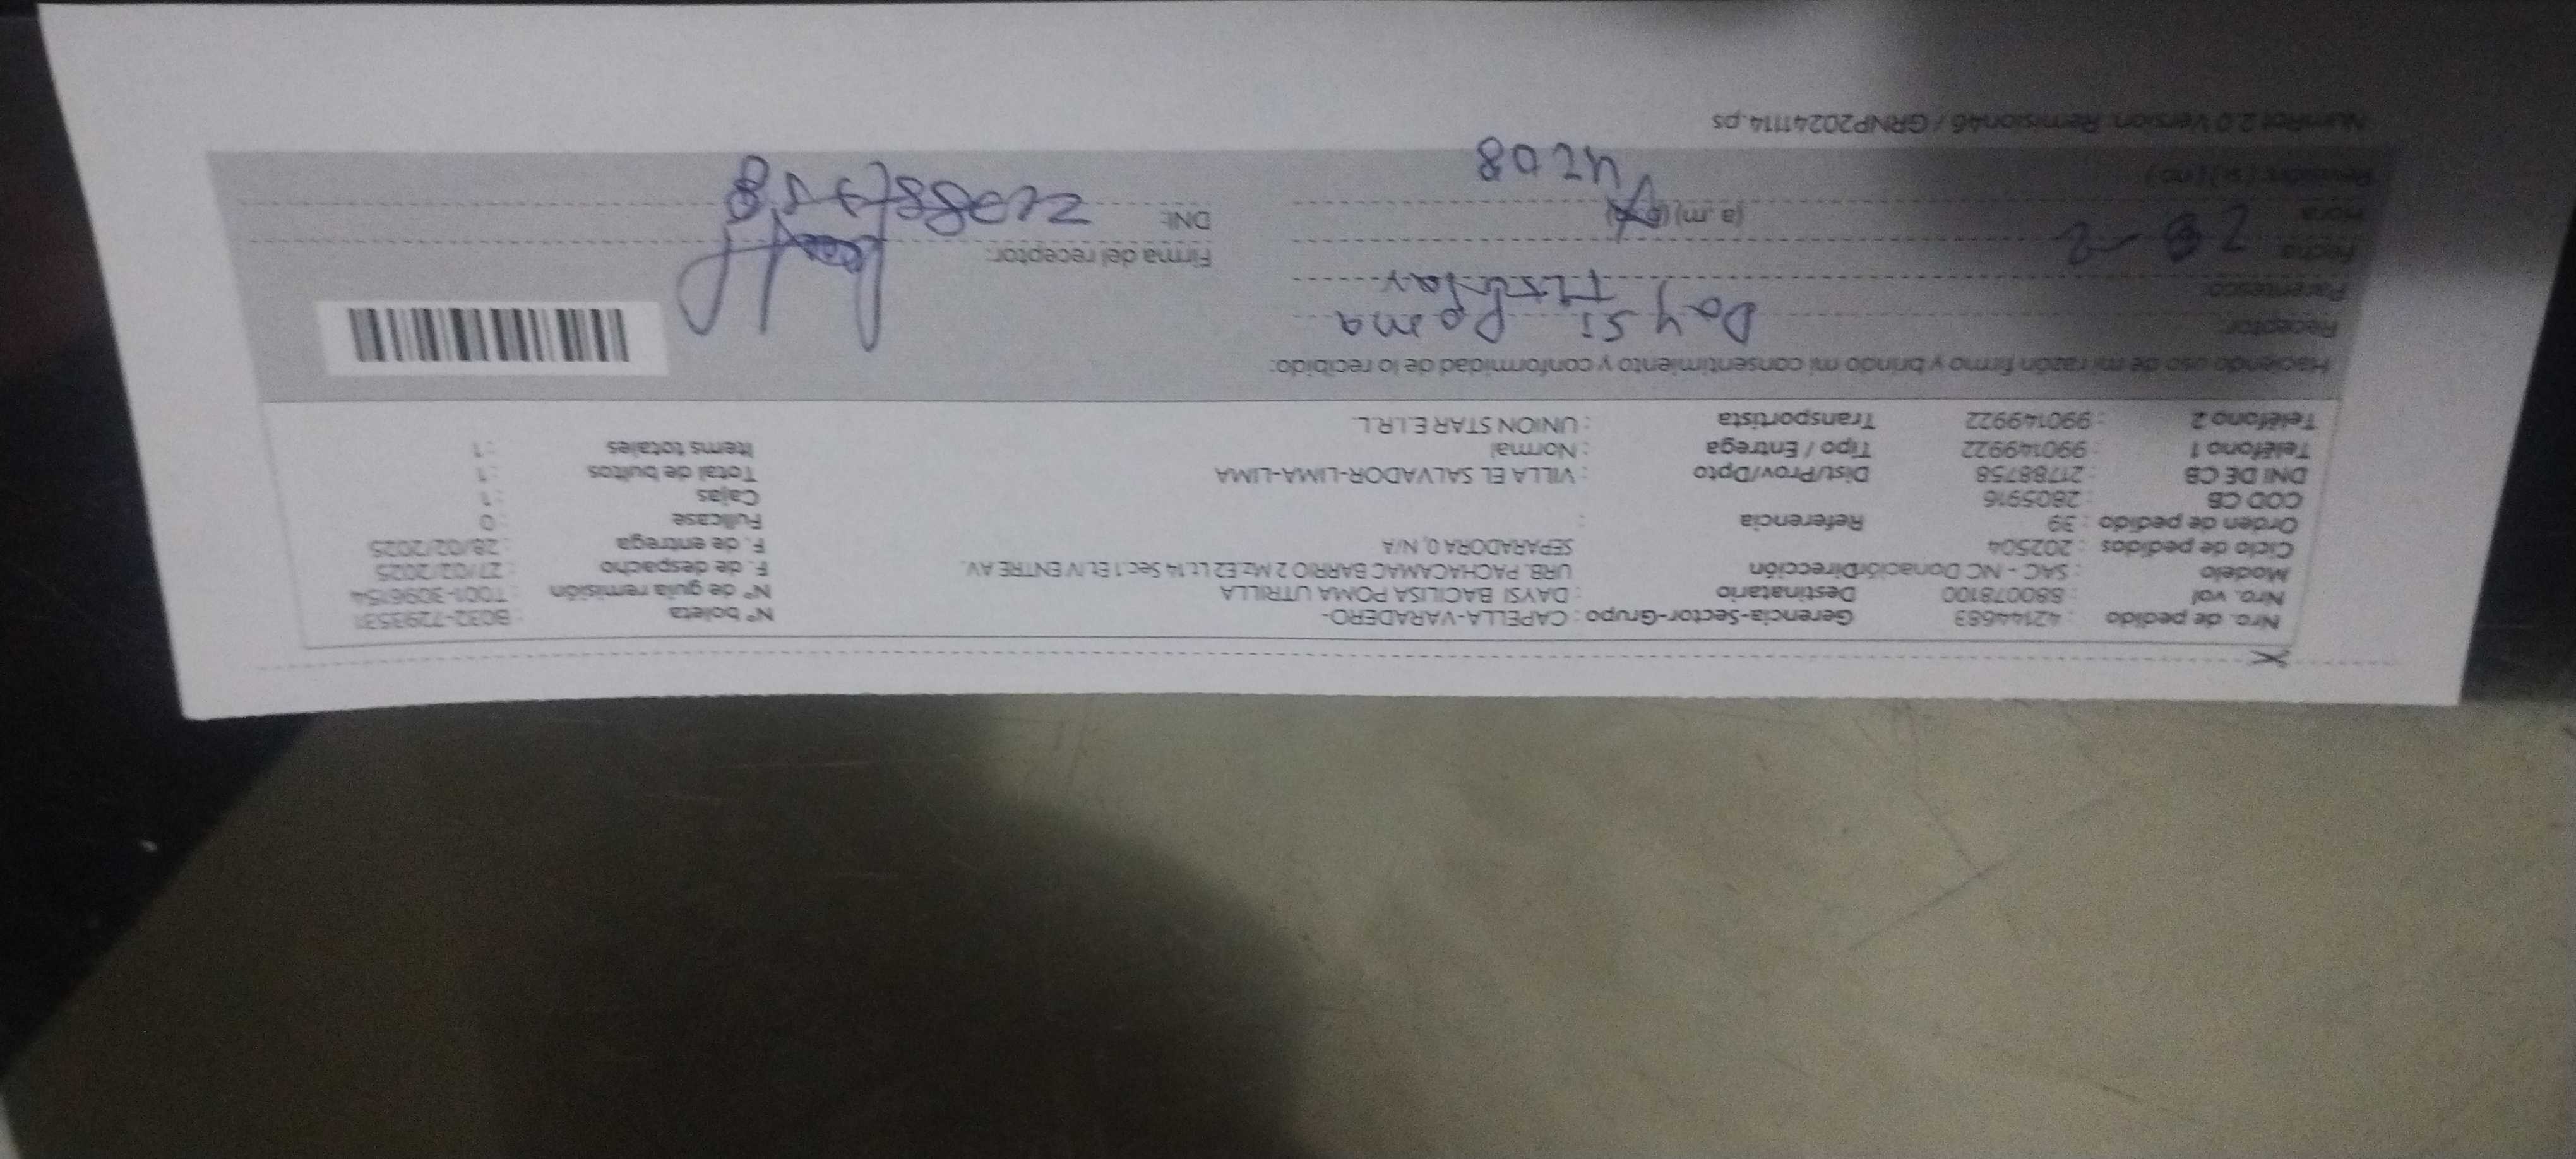 Nro. de pedido : 42144683 Gerencia-Sector-Grupo : CAPELLA-VARADERO- N° boleta : B032-7293531
Nro. vol : 880078100 Destinatario : DAYSI BACILISA POMA UTRILLA N° de guía remisión : T001-3096154
Modelo : SAC - NC Donación Dirección URB. PACHACAMAC BARRIO 2 Mz.E2 Lt.14 Sec.1 El.IV ENTRE AV. F. de despacho : 27/02/2025
Ciclo de pedidos : 202504 SEPARADORA 0, N/A F. de entrega : 28/02/2025
Orden de pedido : 39 Referencia : Fullcase : 0
COD CB : 2805916 Cajas : 1
DNI DE CB : 21788758 Dist/Prov/Dpto : VILLA EL SALVADOR-LIMA-LIMA Total de bultos : 1
Teléfono 1 : 990149922 Tipo / Entrega : Normal Items totales : 1
Teléfono 2 : 990149922 Transportista : UNION STAR E.I.R.L.
Haciendo uso de mi razón firmo y brindo mi consentimiento y conformidad de lo recibido:
Receptor: Daysi Poma
Parentesco: Titular
Fecha: 28-2 Firma del receptor:
Hora: (a.m) DNI:
4208
NumRot 2.0 Version: Remision46 / GRNP20241114.ps